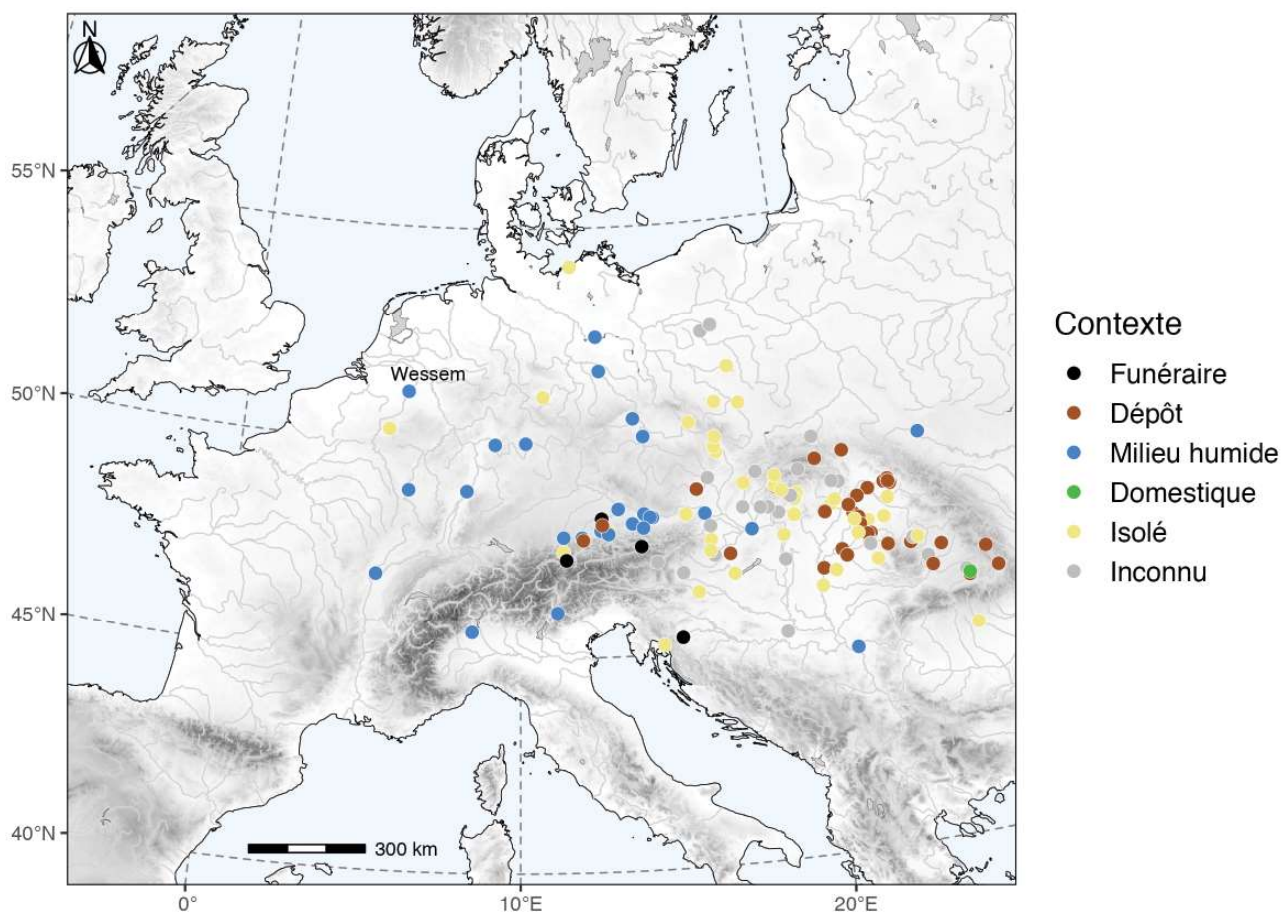 N
55°N
50°N
45°N
40°N
0°
10°E
20°E
Wessem
300 km
Contexte
Funéraire
Dépôt
Milieu humide
Domestique
Isolé
Inconnu